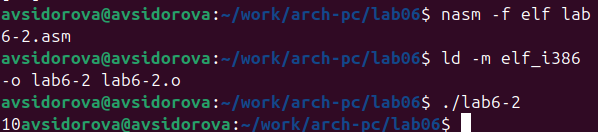 avsidorova@avsidorova:~/work/arch-pc/lab06$ nasm -f elf lab
6-2.asm
avsidorova@avsidorova:~/work/arch-pc/lab06$ ld -m elf_i386
-o lab6-2 lab6-2.o
avsidorova@avsidorova:~/work/arch-pc/lab06$ ./lab6-2
10avsidorova@avsidorova:~/work/arch-pc/lab06$